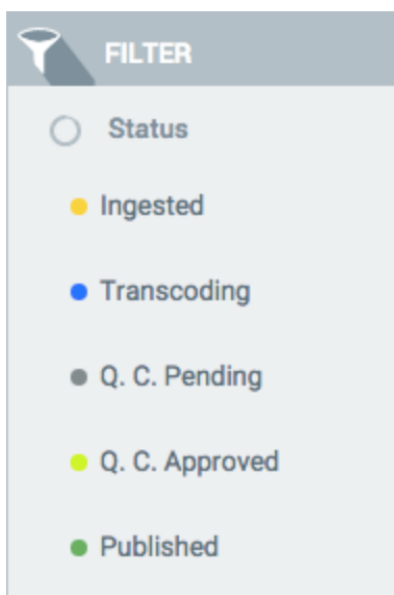 FILTER
Status
Ingested
Transcoding
Q. C. Pending
Q. C. Approved
Published